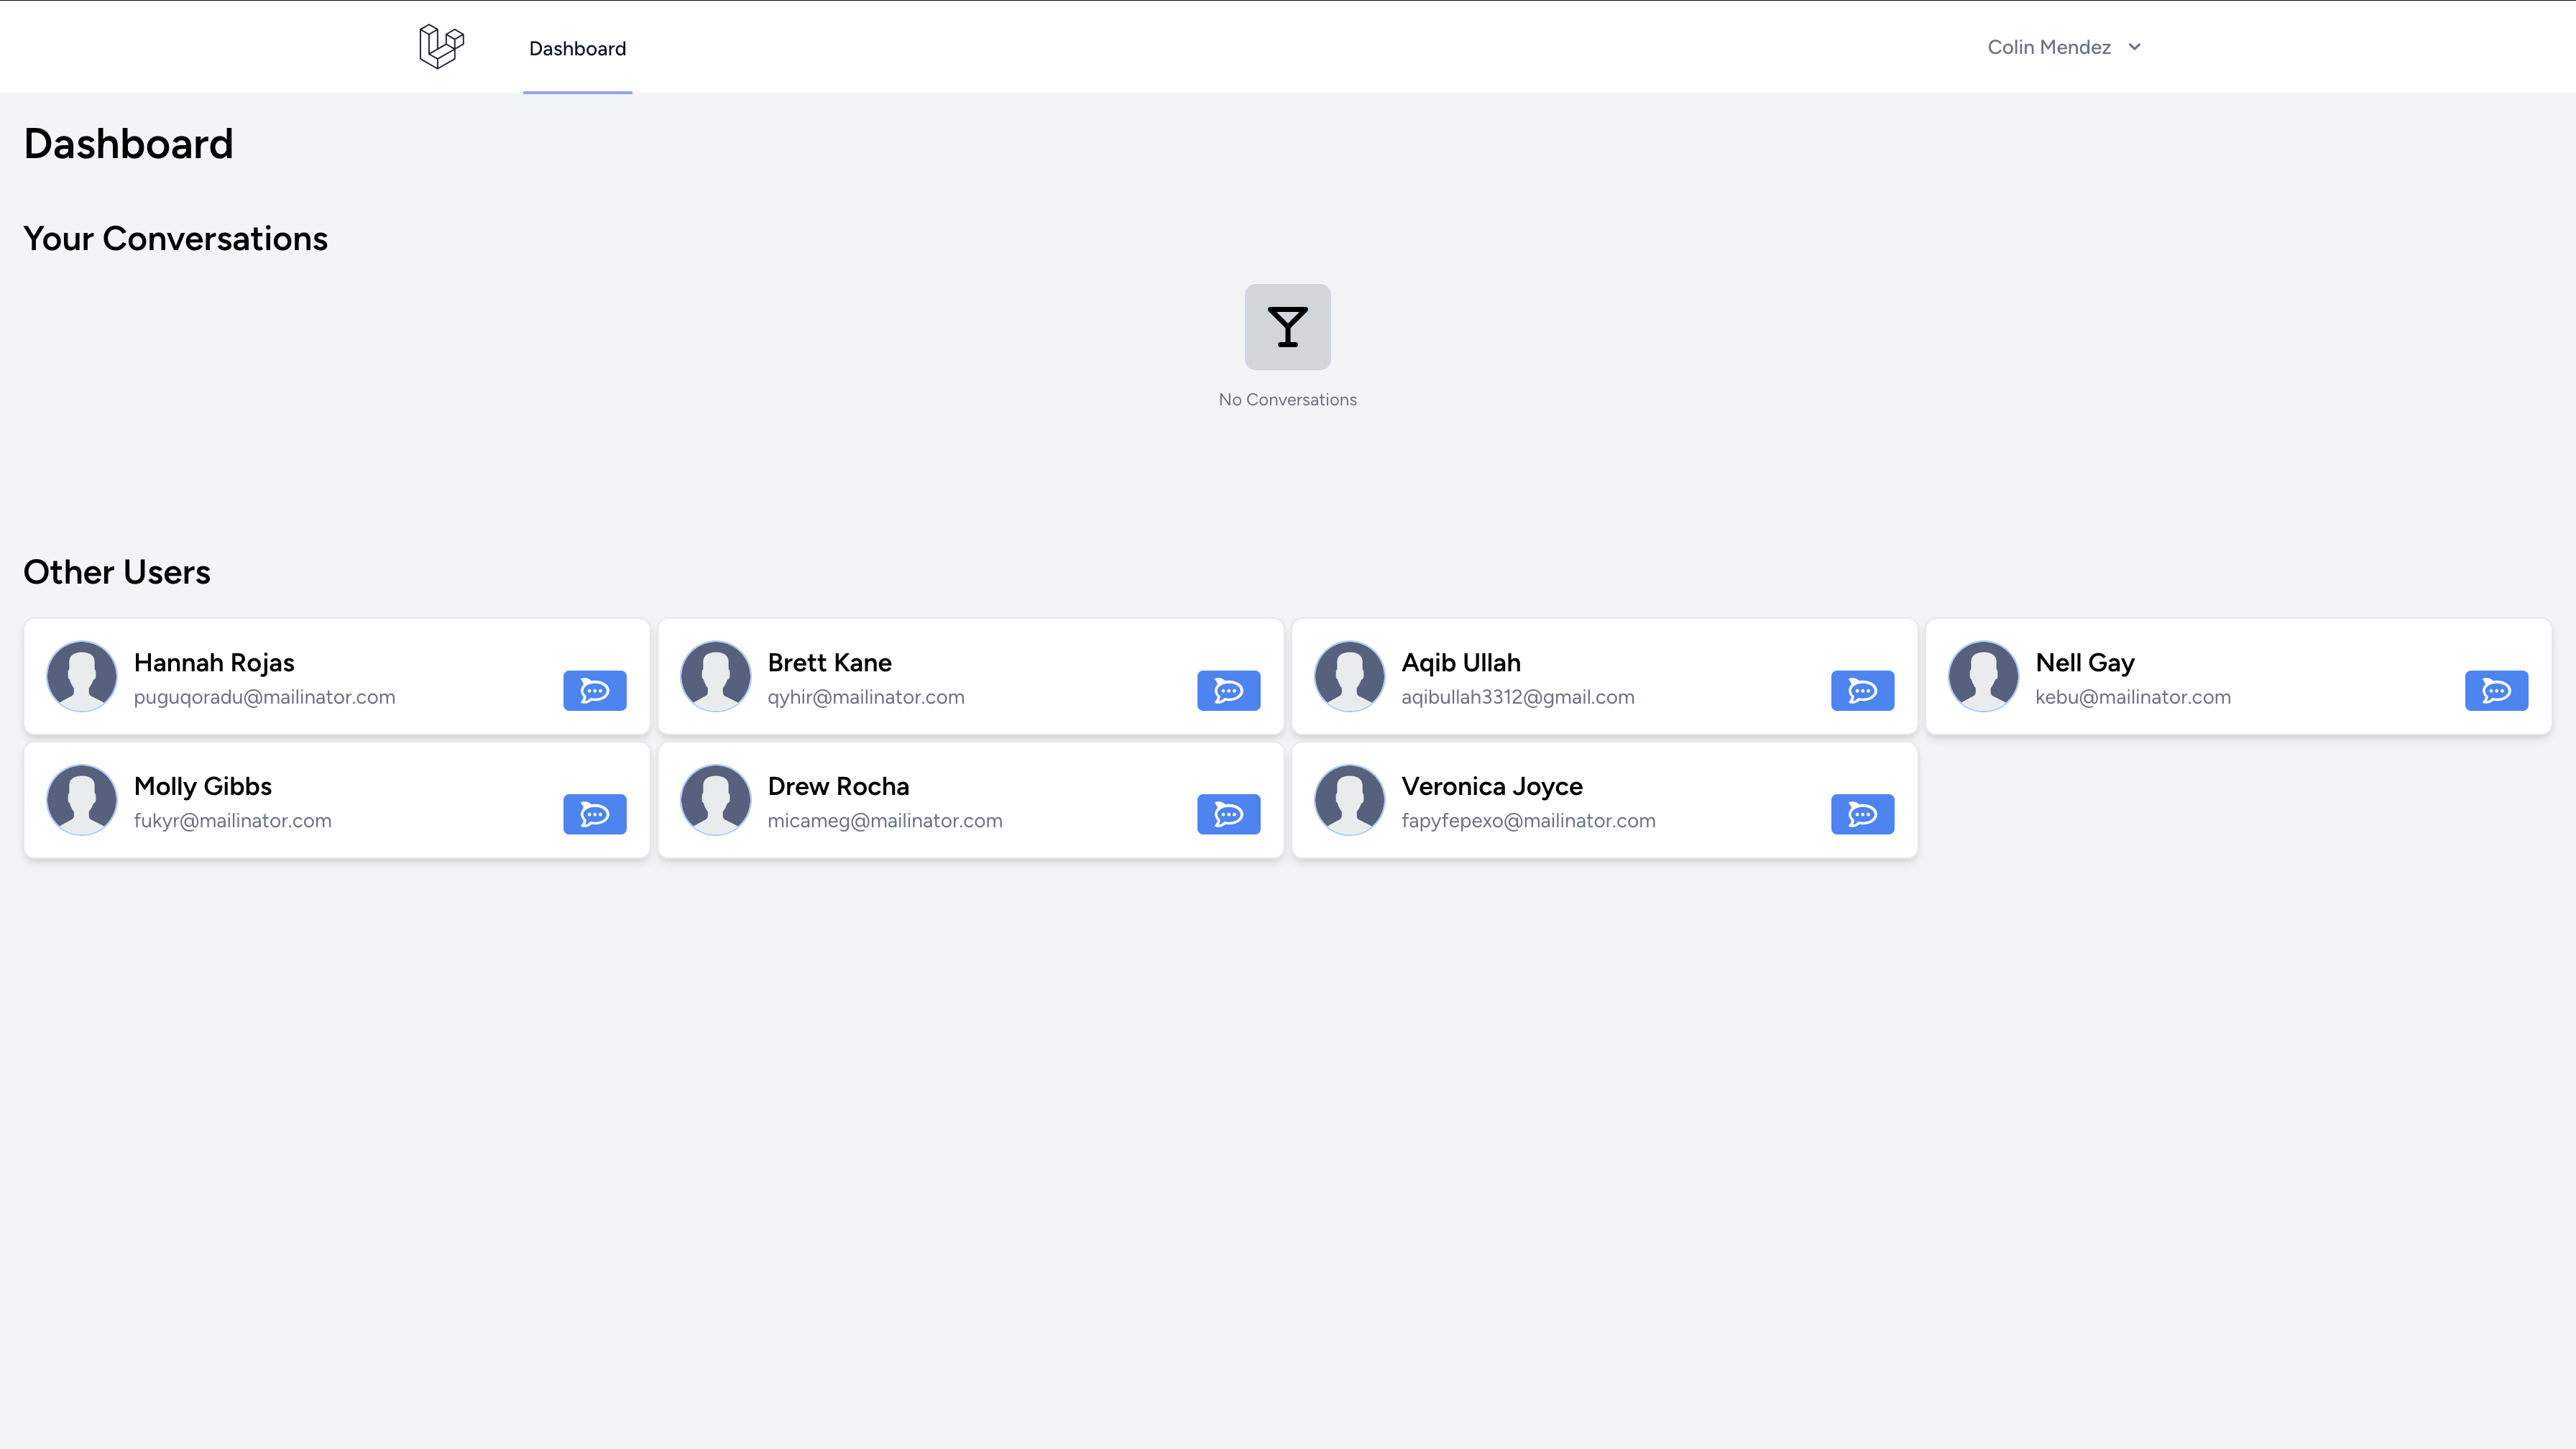 Dashboard
Colin Mendez
Dashboard
Your Conversations
No Conversations
Other Users
Hannah Rojas
puguqoradu@mailinator.com
Brett Kane
qyhir@mailinator.com
Aqib Ullah
aqibullah3312@gmail.com
Nell Gay
kebu@mailinator.com
Molly Gibbs
fukyr@mailinator.com
Drew Rocha
micameg@mailinator.com
Veronica Joyce
fapyfepexo@mailinator.com